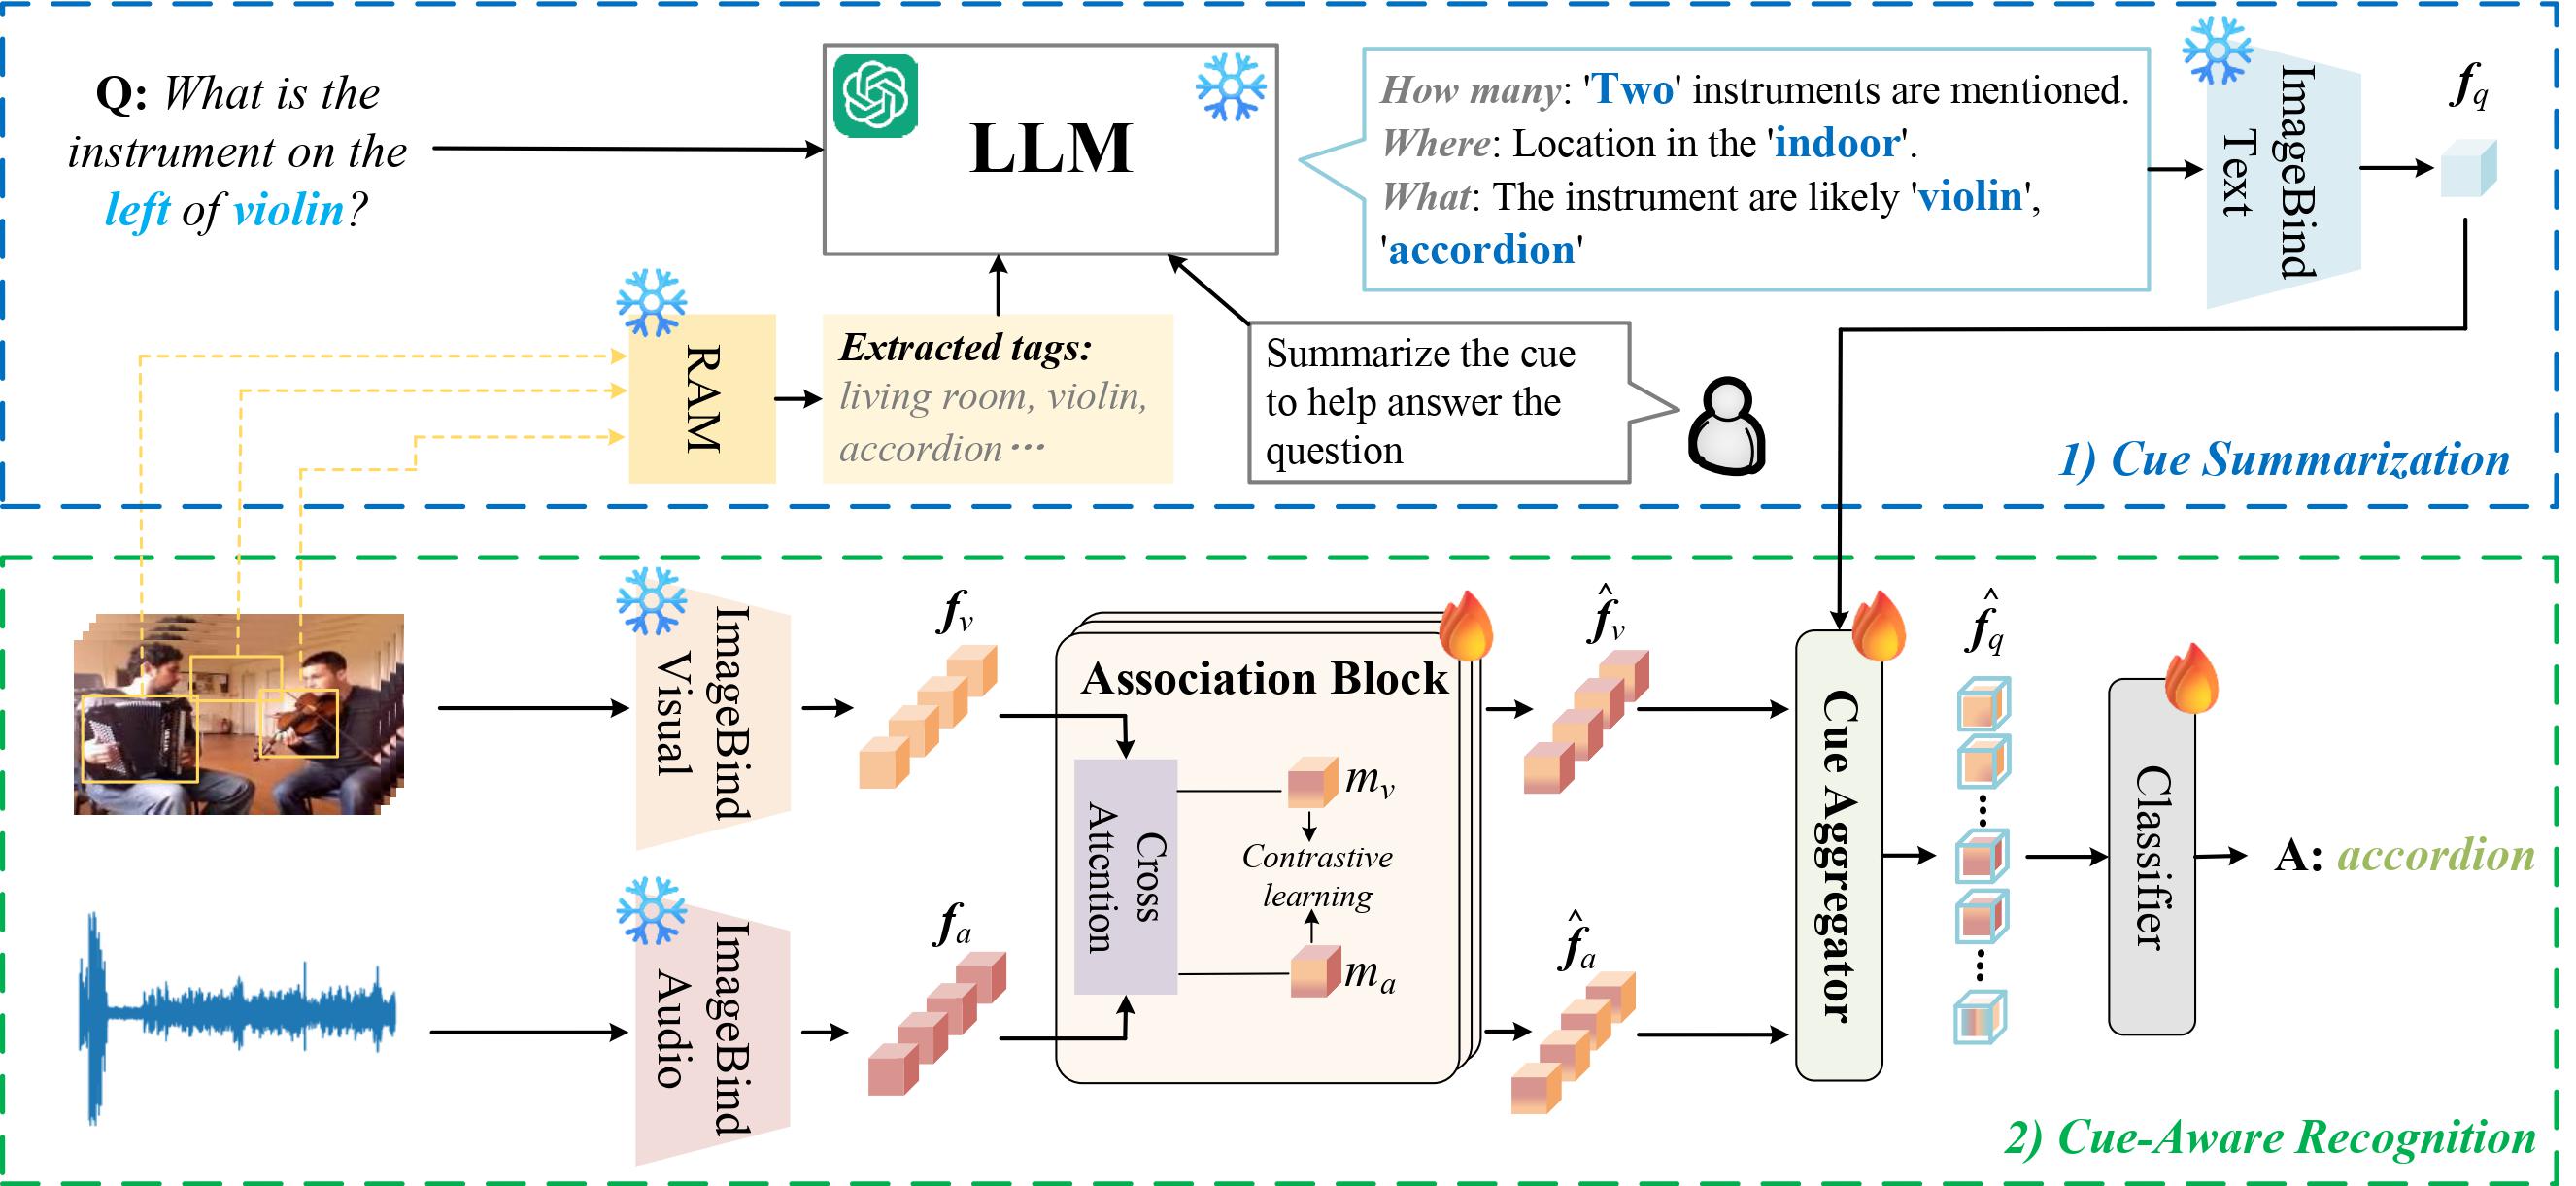 Q: What is the
instrument on the
left of violin?
LLM
How many: 'Two' instruments are mentioned.
Where: Location in the 'indoor'.
What: The instrument are likely 'violin',
'accordion'
ImageBind
Text
f_q
RAM
Extracted tags:
living room, violin,
accordion ···
Summarize the cue
to help answer the
question
1) Cue Summarization
ImageBind
Visual
f_v
Association Block
Cross
Attention
m_v
Contrastive
learning
m_a
f̂_v
Cue Aggregator
f̂_q
Classifier
A: accordion
ImageBind
Audio
f_a
f̂_a
2) Cue-Aware Recognition